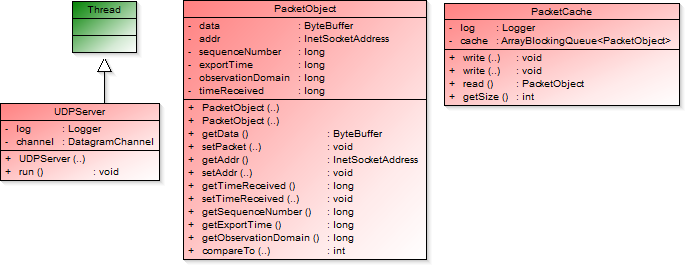 Thread
UDPServer
- log : Logger
- channel : DatagramChannel
+ UDPServer (..)
+ run () : void
PacketObject
- data : ByteBuffer
- addr : InetSocketAddress
- sequenceNumber : long
- exportTime : long
- observationDomain : long
- timeReceived : long
+ PacketObject (..)
PacketObject (..)
+ getData () : ByteBuffer
+ setPacket (..) : void
+ getAddr () : InetSocketAddress
+ setAddr (..) : void
+ getTimeReceived () : long
+ setTimeReceived (..) : void
+ getSequenceNumber () : long
+ getExportTime () : long
+ getObservationDomain () : long
+ compareTo (..) : int
PacketCache
- log : Logger
- cache : ArrayBlockingQueue<PacketObject>
+ write (..) : void
+ write (..) : void
+ read () : PacketObject
+ getSize () : int